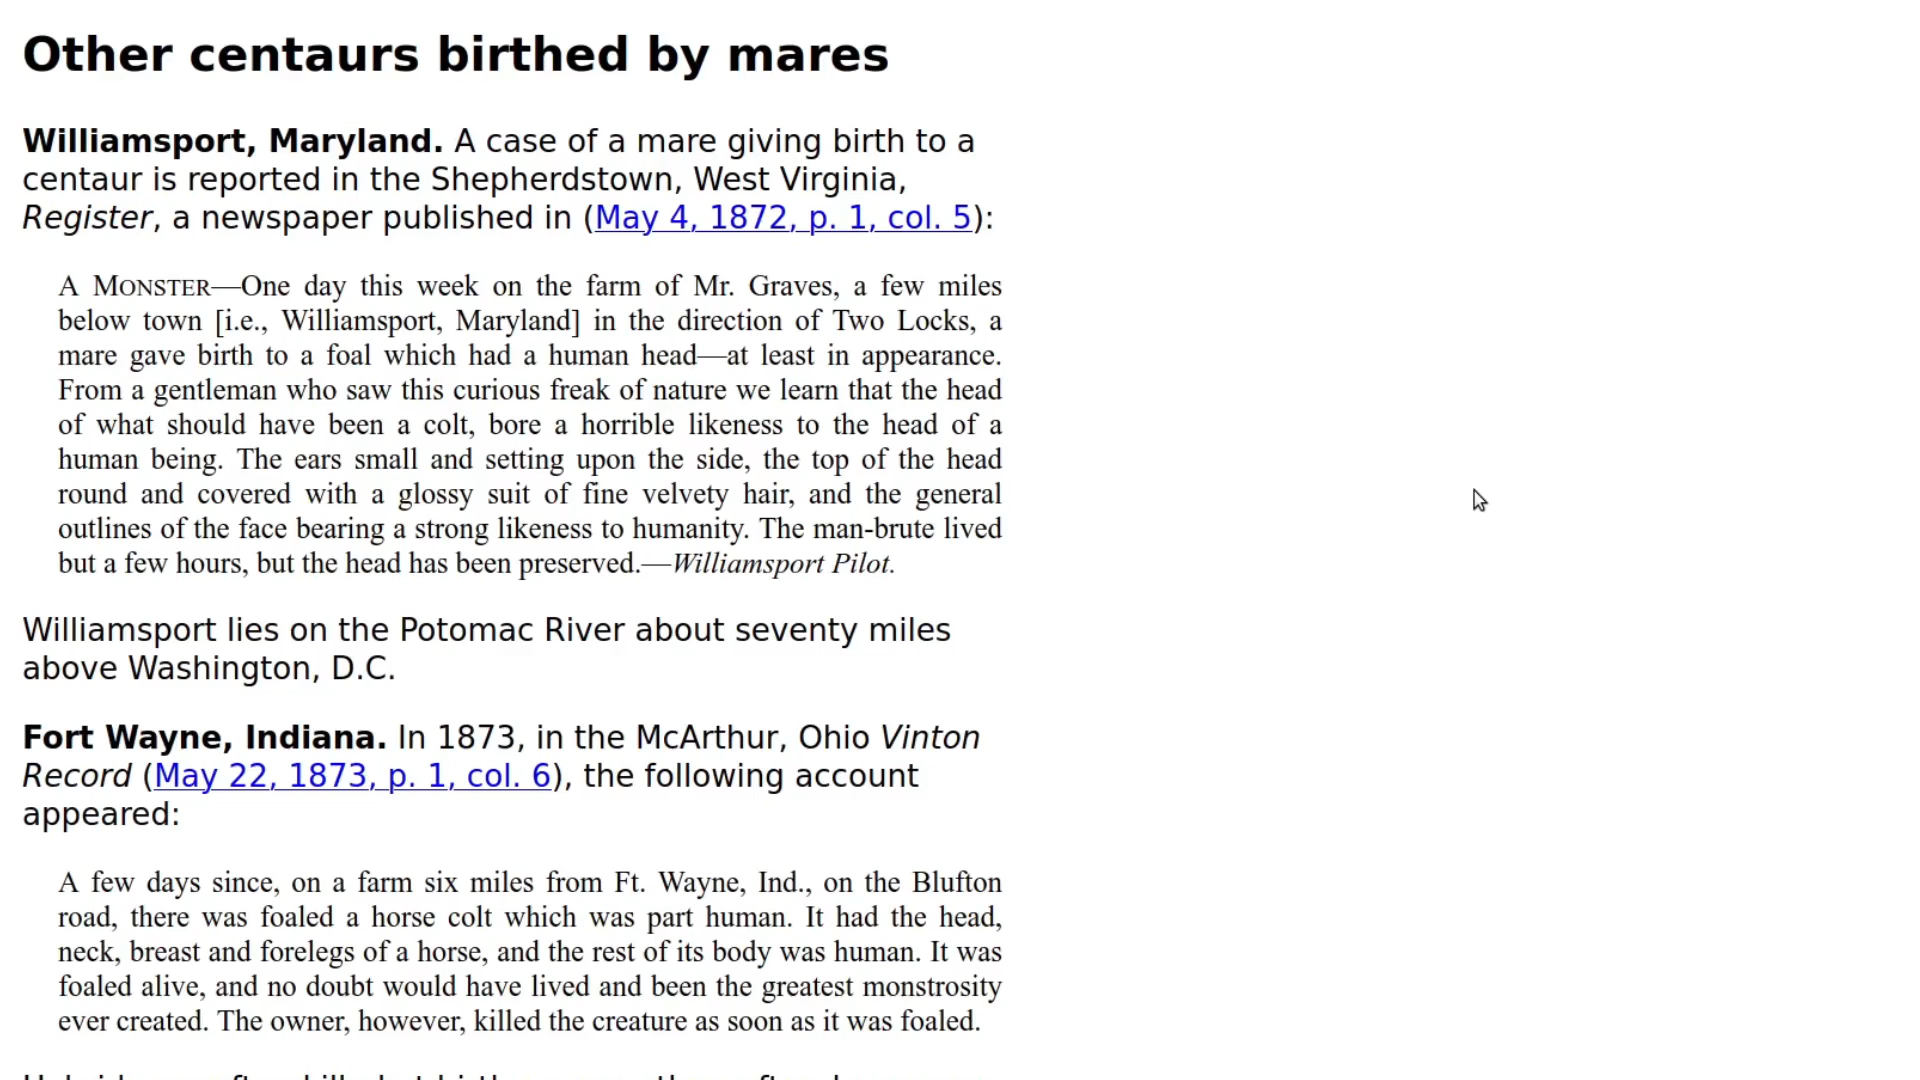 Other centaurs birthed by mares
Williamsport, Maryland. A case of a mare giving birth to a
centaur is reported in the Shepherdstown, West Virginia,
Register, a newspaper published in (May 4, 1872, p. 1, col. 5):
A MONSTER—One day this week on the farm of Mr. Graves, a few miles
below town [i.e., Williamsport, Maryland] in the direction of Two Locks, a
mare gave birth to a foal which had a human head—at least in appearance.
From a gentleman who saw this curious freak of nature we learn that the head
of what should have been a colt, bore a horrible likeness to the head of a
human being. The ears small and setting upon the side, the top of the head
round and covered with a glossy suit of fine velvety hair, and the general
outlines of the face bearing a strong likeness to humanity. The man-brute lived
but a few hours, but the head has been preserved.—Williamsport Pilot.
Williamsport lies on the Potomac River about seventy miles
above Washington, D.C.
Fort Wayne, Indiana. In 1873, in the McArthur, Ohio Vinton
Record (May 22, 1873, p. 1, col. 6), the following account
appeared:
A few days since, on a farm six miles from Ft. Wayne, Ind., on the Blufton
road, there was foaled a horse colt which was part human. It had the head,
neck, breast and forelegs of a horse, and the rest of its body was human. It was
foaled alive, and no doubt would have lived and been the greatest monstrosity
ever created. The owner, however, killed the creature as soon as it was foaled.